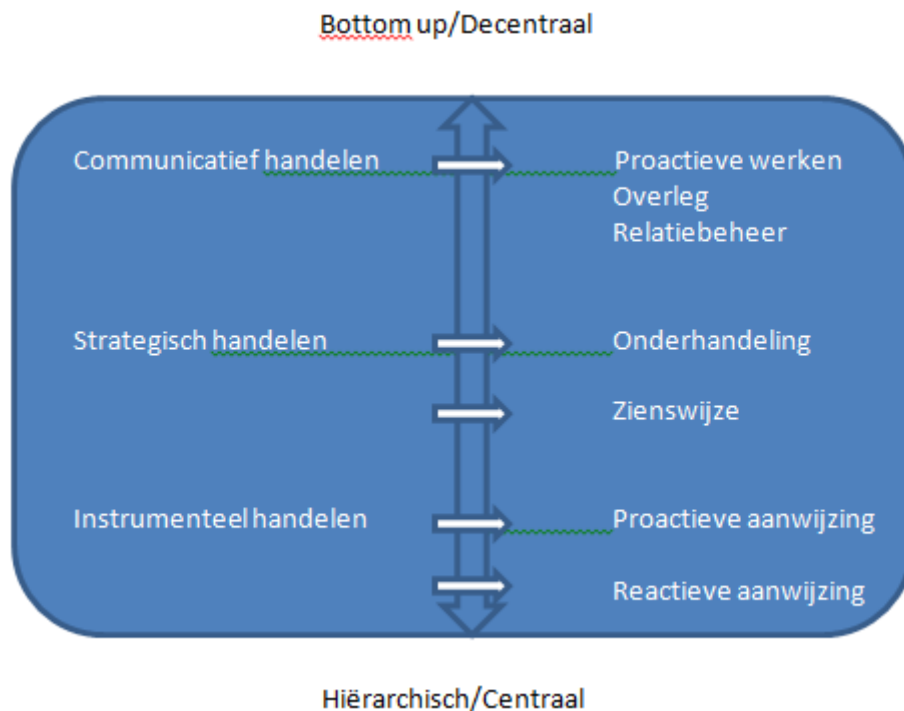 Bottom up/Decentraal
Communicatief handelen
Proactieve werken
Overleg
Relatiebeheer
Strategisch handelen
Onderhandeling
Zienswijze
Instrumenteel handelen
Proactieve aanwijzing
Reactieve aanwijzing
Hiërarchisch/Centraal